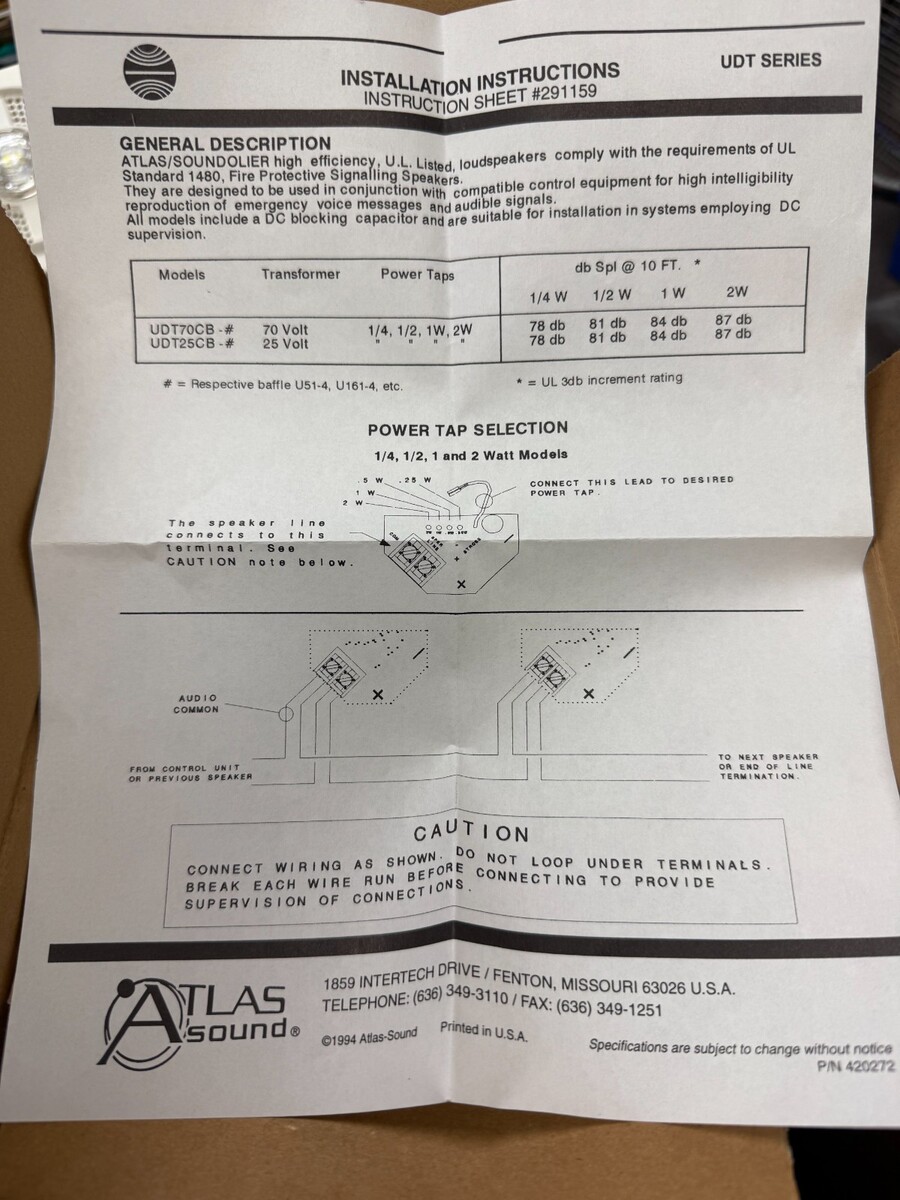 UDT SERIES
INSTALLATION INSTRUCTIONS
INSTRUCTION SHEET #291159
GENERAL DESCRIPTION
ATLAS/SOUNDOLIER high efficiency, U.L. Listed, loudspeakers comply with the requirements of UL
Standard 1480, Fire Protective Signalling Speakers.
They are designed to be used in conjunction with compatible control equipment for high intelligibility
reproduction of emergency voice messages and audible signals.
All models include a DC blocking capacitor and are suitable for installation in systems employing DC
supervision.
Models Transformer Power Taps db Spl @ 10 FT. *
1/4 W 1/2 W 1 W 2W
UDT70CB -# 70 Volt 1/4, 1/2, 1W, 2W 78 db 81 db 84 db 87 db
UDT25CB -# 25 Volt " " " " 78 db 81 db 84 db 87 db
# = Respective baffle U51-4, U161-4, etc. * = UL 3db increment rating
POWER TAP SELECTION
1/4, 1/2, 1 and 2 Watt Models
.5 W .25 W
1 W
2 W
CONNECT THIS LEAD TO DESIRED
POWER TAP.
The speaker line
connects to this
terminal. See
CAUTION note below.
COM
LINE
STROBE
AUDIO
COMMON
FROM CONTROL UNIT
OR PREVIOUS SPEAKER
TO NEXT SPEAKER
OR END OF LINE
TERMINATION.
CAUTION
CONNECT WIRING AS SHOWN. DO NOT LOOP UNDER TERMINALS.
BREAK EACH WIRE RUN BEFORE CONNECTING TO PROVIDE
SUPERVISION OF CONNECTIONS.
ATLAS
sound®
1859 INTERTECH DRIVE / FENTON, MISSOURI 63026 U.S.A.
TELEPHONE: (636) 349-3110 / FAX: (636) 349-1251
©1994 Atlas-Sound Printed in U.S.A.
Specifications are subject to change without notice
P/N 420272